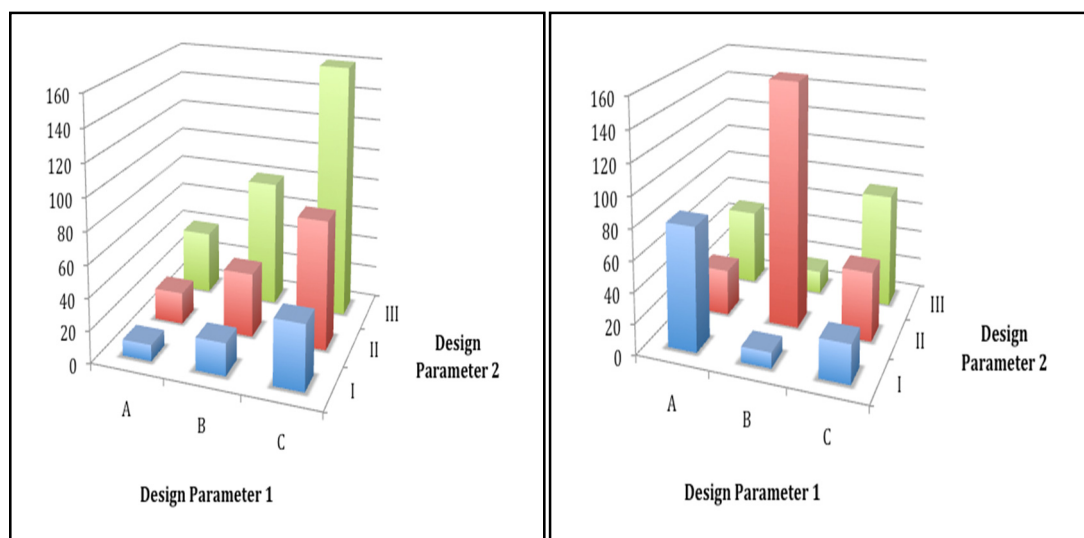 160
140
120
100
80
60
40
20
0
A
B
C
I
II
III
Design
Parameter 2
Design Parameter 1
160
140
120
100
80
60
40
20
0
A
B
C
I
II
III
Design
Parameter 2
Design Parameter 1